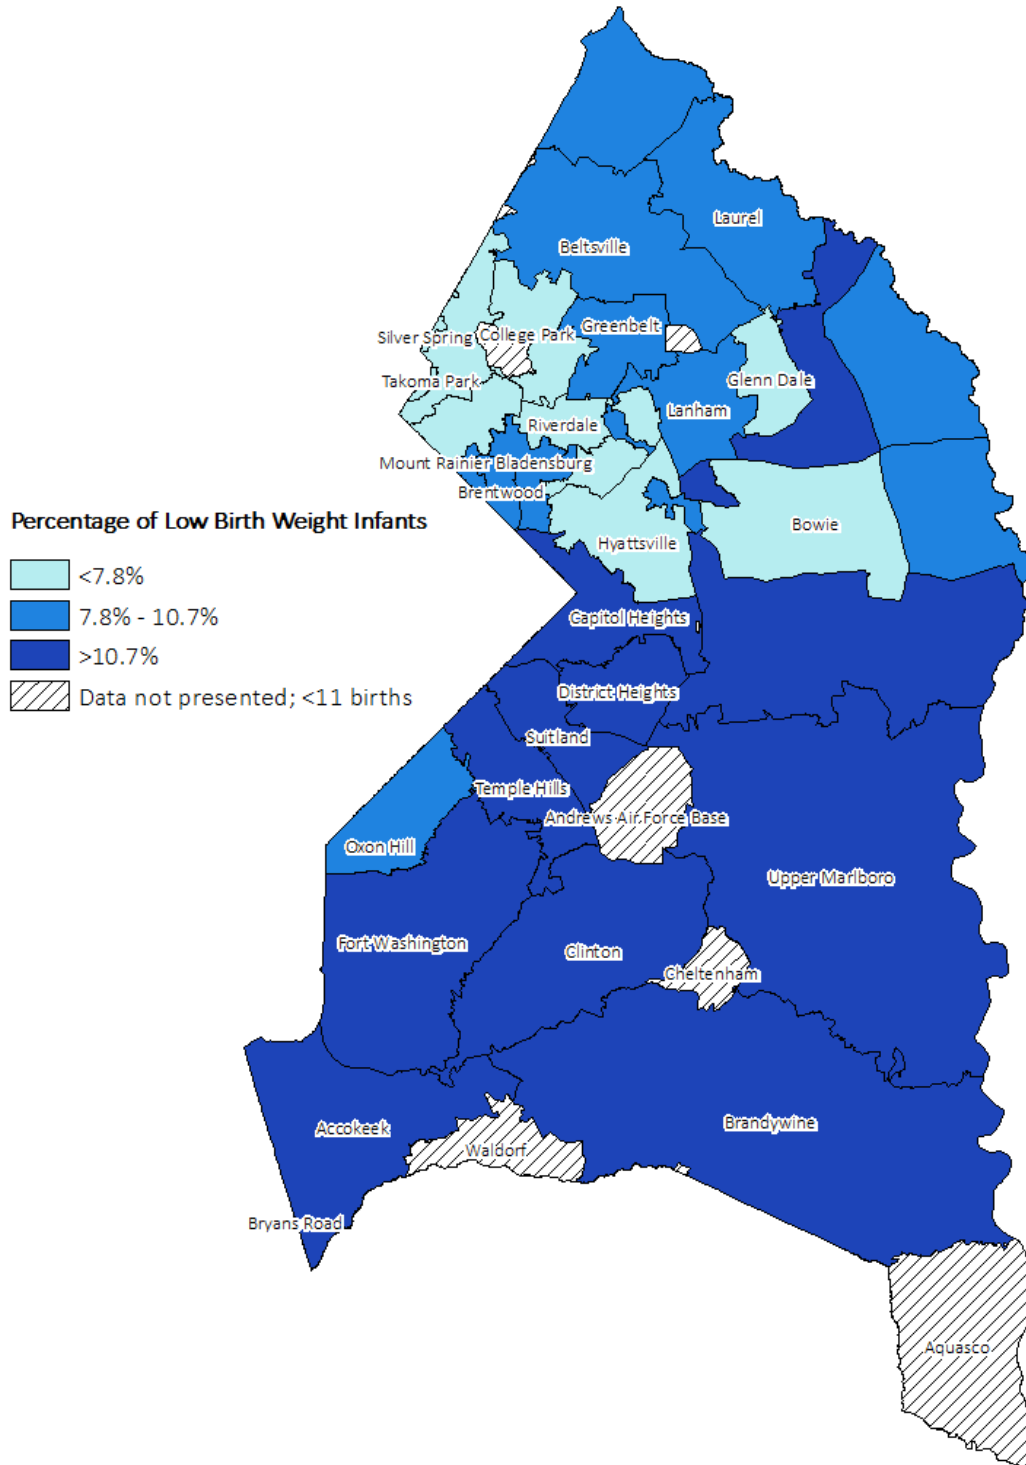 Laurel
Beltsville
Silver Spring
College Park
Greenbelt
Takoma Park
Glenn Dale
Lanham
Riverdale
Mount Rainier
Bladensburg
Brentwood
Bowie
Hyattsville
Percentage of Low Birth Weight Infants
<7.8%
7.8% - 10.7%
>10.7%
Data not presented; <11 births
Capitol Heights
District Heights
Suitland
Temple Hills
Andrews Air Force Base
Oxon Hill
Upper Marlboro
Fort Washington
Clinton
Cheltenham
Accokeek
Brandywine
Waldorf
Bryans Road
Aquasco